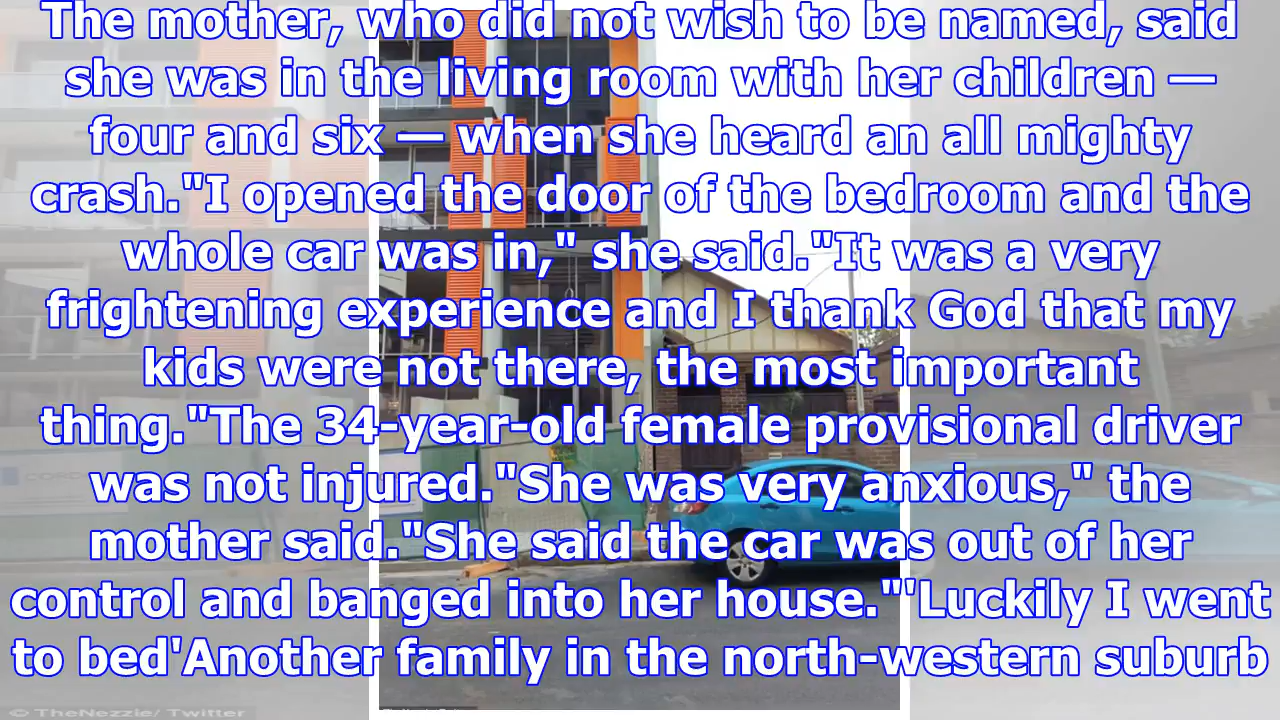 The mother, who did not wish to be named, said
she was in the living room with her children —
four and six — when she heard an all mighty
crash."I opened the door of the bedroom and the
whole car was in," she said."It was a very
frightening experience and I thank God that my
kids were not there, the most important
thing."The 34-year-old female provisional driver
was not injured."She was very anxious," the
mother said."She said the car was out of her
control and banged into her house."'Luckily I went
to bed'Another family in the north-western suburb
© TheNezzie/ Twitter